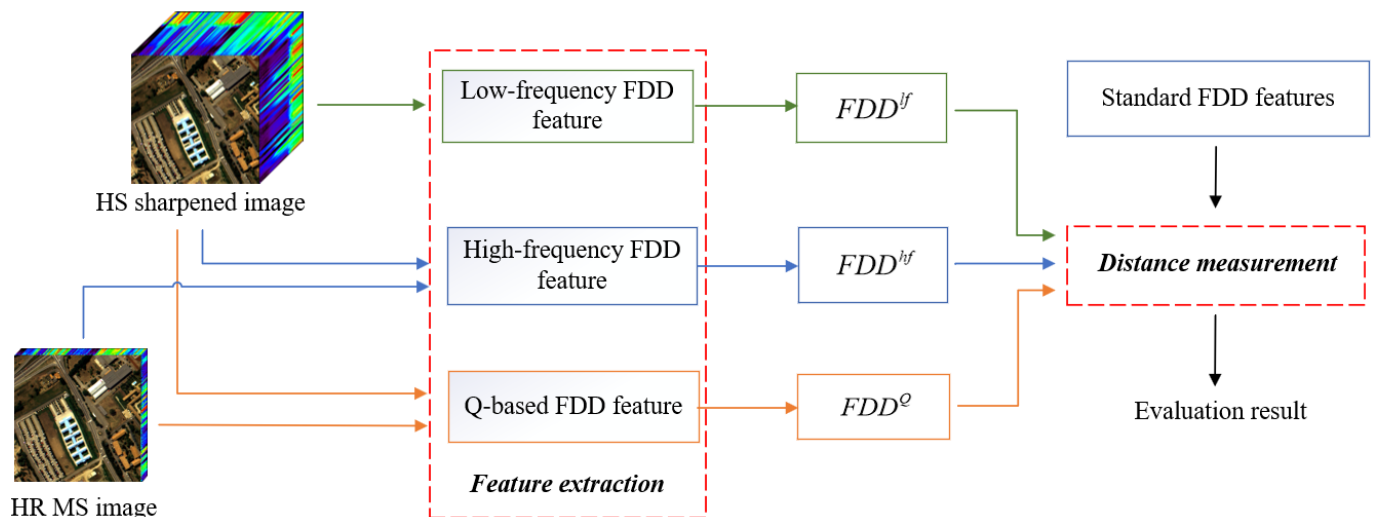 HS sharpened image
HR MS image
Low-frequency FDD
feature
High-frequency FDD
feature
Q-based FDD feature
Feature extraction
FDD^lf
FDD^hf
FDD^Q
Standard FDD features
Distance measurement
Evaluation result